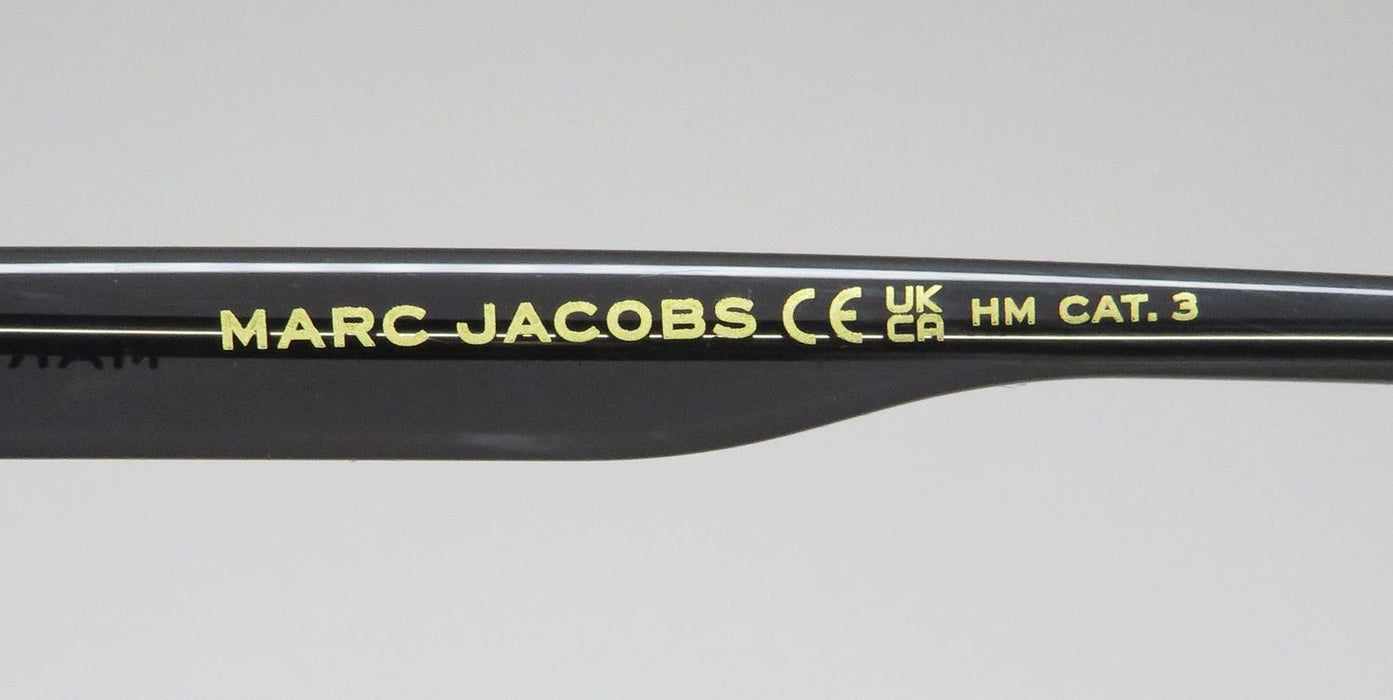 MARC JACOBS CE UK CA HM CAT. 3